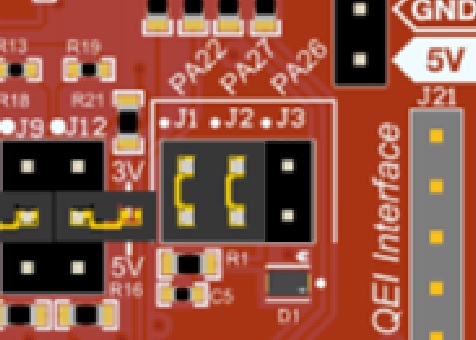 GND
5V
R13
R19
PA22
PA27
PA26
R18
R21
J21
J9
J12
J1
J2
J3
3V
QEI Interface
5V
R1
R16
C5
D1